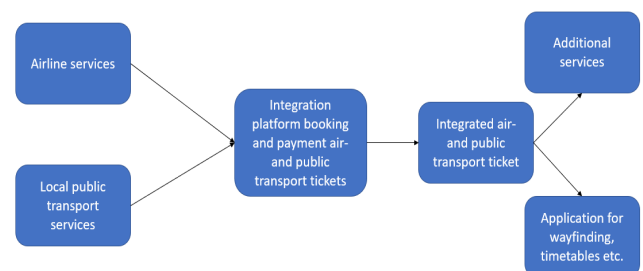 Airline services
Local public
transport
services
Integration
platform booking
and payment air-
and public
transport tickets
Integrated air-
and public
transport ticket
Additional
services
Application for
wayfinding,
timetables etc.